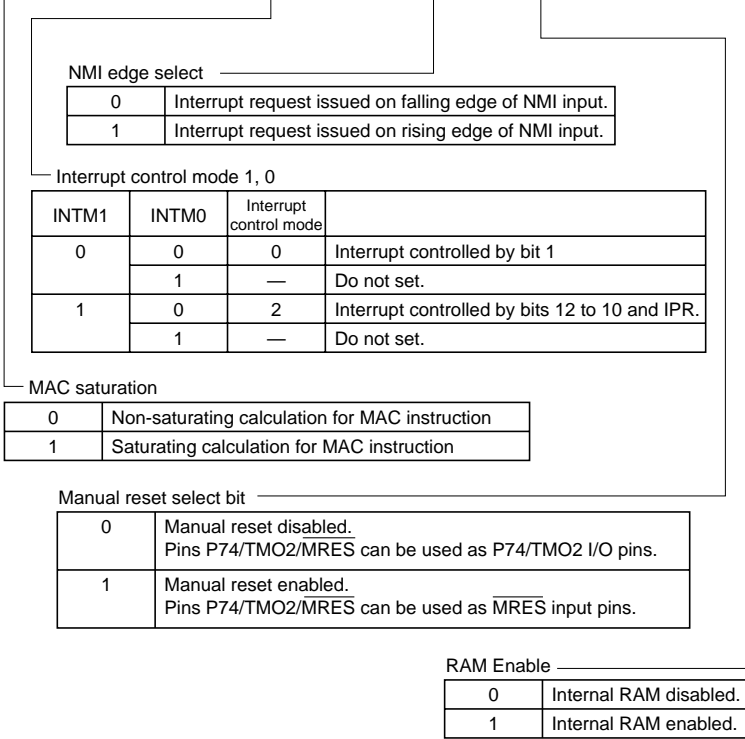 NMI edge select
0 Interrupt request issued on falling edge of NMI input.
1 Interrupt request issued on rising edge of NMI input.
Interrupt control mode 1, 0
INTM1 INTM0 Interrupt control mode
0 0 0 Interrupt controlled by bit 1
1 — Do not set.
1 0 2 Interrupt controlled by bits 12 to 10 and IPR.
1 — Do not set.
MAC saturation
0 Non-saturating calculation for MAC instruction
1 Saturating calculation for MAC instruction
Manual reset select bit
0 Manual reset disabled.
Pins P74/TMO2/MRES can be used as P74/TMO2 I/O pins.
1 Manual reset enabled.
Pins P74/TMO2/MRES can be used as MRES input pins.
RAM Enable
0 Internal RAM disabled.
1 Internal RAM enabled.